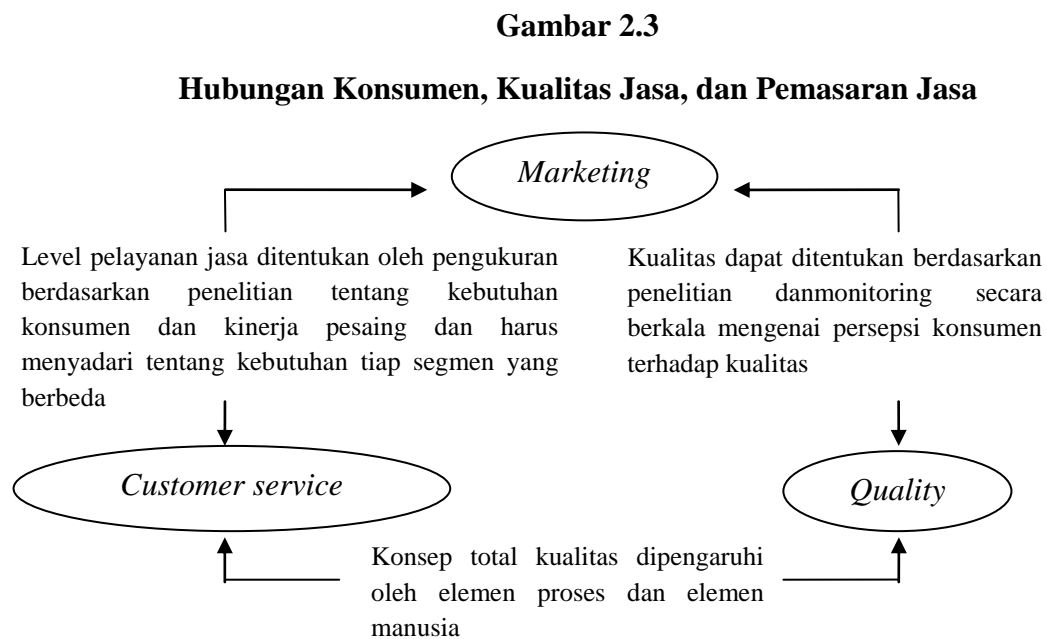 Gambar 2.3
Hubungan Konsumen, Kualitas Jasa, dan Pemasaran Jasa
Marketing
Level pelayanan jasa ditentukan oleh pengukuran
berdasarkan penelitian tentang kebutuhan
konsumen dan kinerja pesaing dan harus
menyadari tentang kebutuhan tiap segmen yang
berbeda
Kualitas dapat ditentukan berdasarkan
penelitian danmonitoring secara
berkala mengenai persepsi konsumen
terhadap kualitas
Customer service
Quality
Konsep total kualitas dipengaruhi
oleh elemen proses dan elemen
manusia